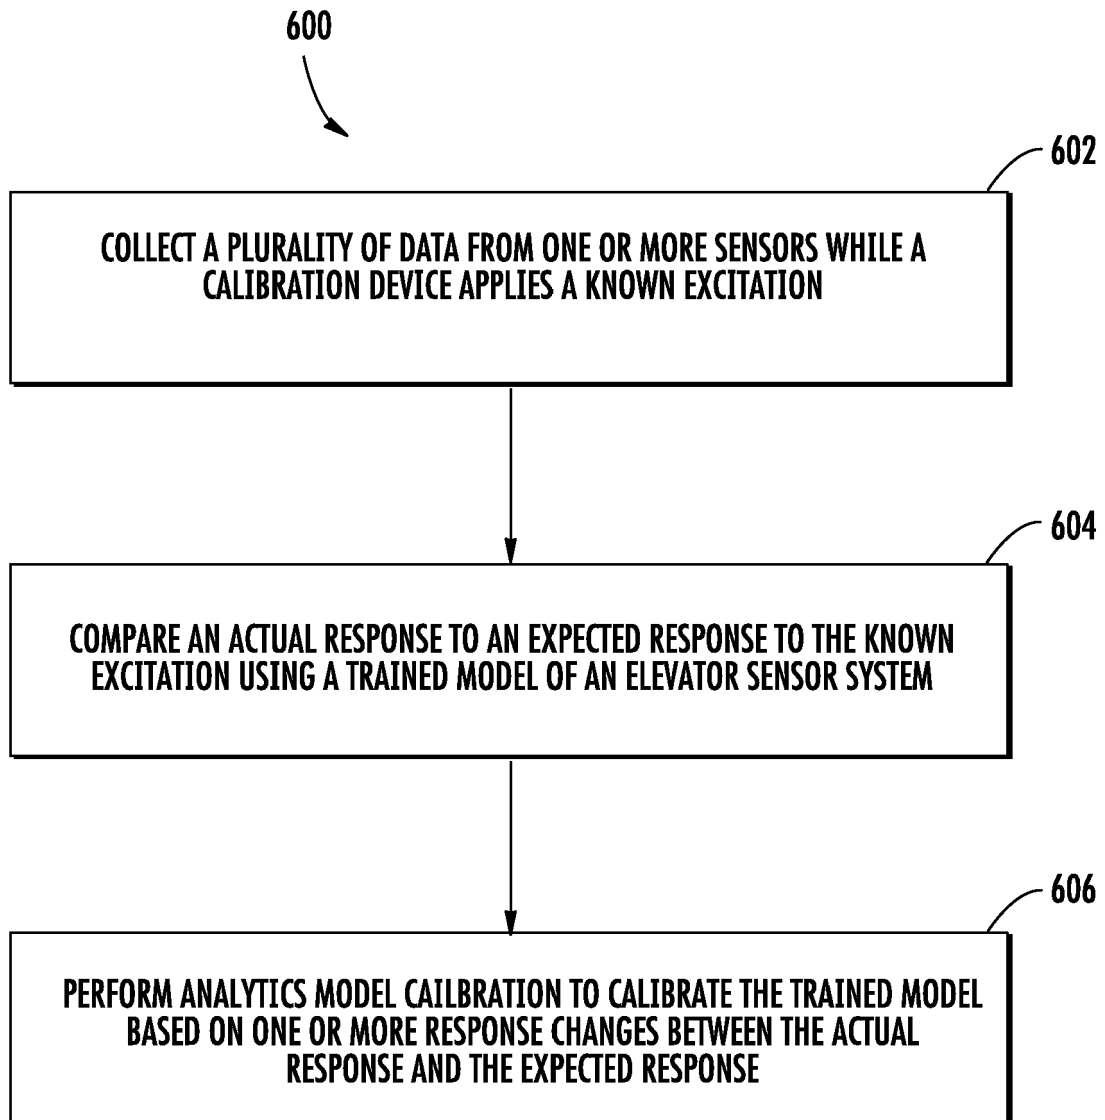 600
602
COLLECT A PLURALITY OF DATA FROM ONE OR MORE SENSORS WHILE A
CALIBRATION DEVICE APPLIES A KNOWN EXCITATION
604
COMPARE AN ACTUAL RESPONSE TO AN EXPECTED RESPONSE TO THE KNOWN
EXCITATION USING A TRAINED MODEL OF AN ELEVATOR SENSOR SYSTEM
606
PERFORM ANALYTICS MODEL CAILBRATION TO CALIBRATE THE TRAINED MODEL
BASED ON ONE OR MORE RESPONSE CHANGES BETWEEN THE ACTUAL
RESPONSE AND THE EXPECTED RESPONSE